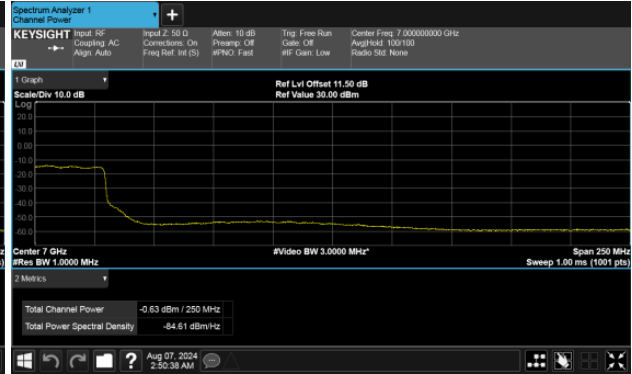 Spectrum Analyzer 1
Channel Power
+
KEYSIGHT Input: RF Input Z: 50 Ω Atten: 10 dB Trig: Free Run Center Freq: 7.000000000 GHz
Coupling: AC Corrections: On Preamp: Off Gate: Off Avg|Hold: 100/100
Align: Auto Freq Ref: Int (S) #PNO: Fast #IF Gain: Low Radio Std: None
LXI
1 Graph
Ref Lvl Offset 11.50 dB
Scale/Div 10.0 dB Ref Value 30.00 dBm
Log
20.0
10.0
0.00
-10.0
-20.0
-30.0
-40.0
-50.0
-60.0
Center 7 GHz #Video BW 3.0000 MHz* Span 250 MHz
#Res BW 1.0000 MHz Sweep 1.00 ms (1001 pts)
2 Metrics
Total Channel Power -0.63 dBm / 250 MHz
Total Power Spectral Density -84.61 dBm/Hz
? Aug 07, 2024
2:50:38 AM